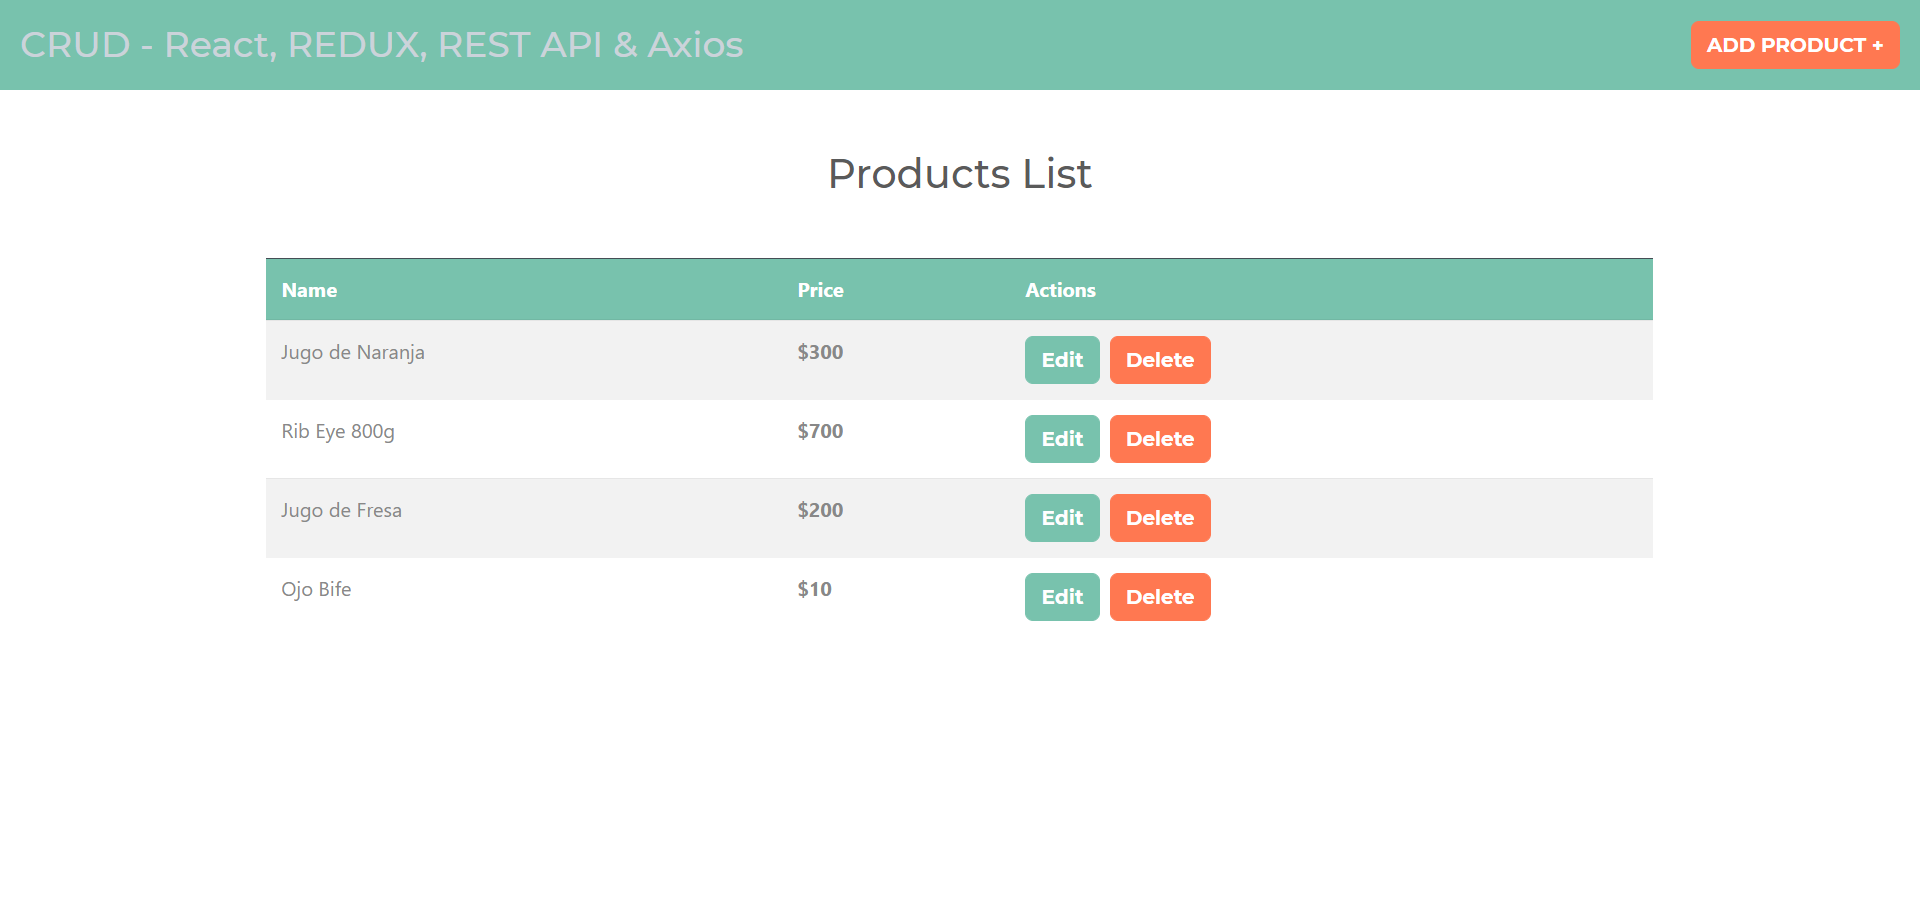 CRUD - React, REDUX, REST API & Axios
ADD PRODUCT +
Products List
Name Price Actions
Jugo de Naranja $300 Edit Delete
Rib Eye 800g $700 Edit Delete
Jugo de Fresa $200 Edit Delete
Ojo Bife $10 Edit Delete